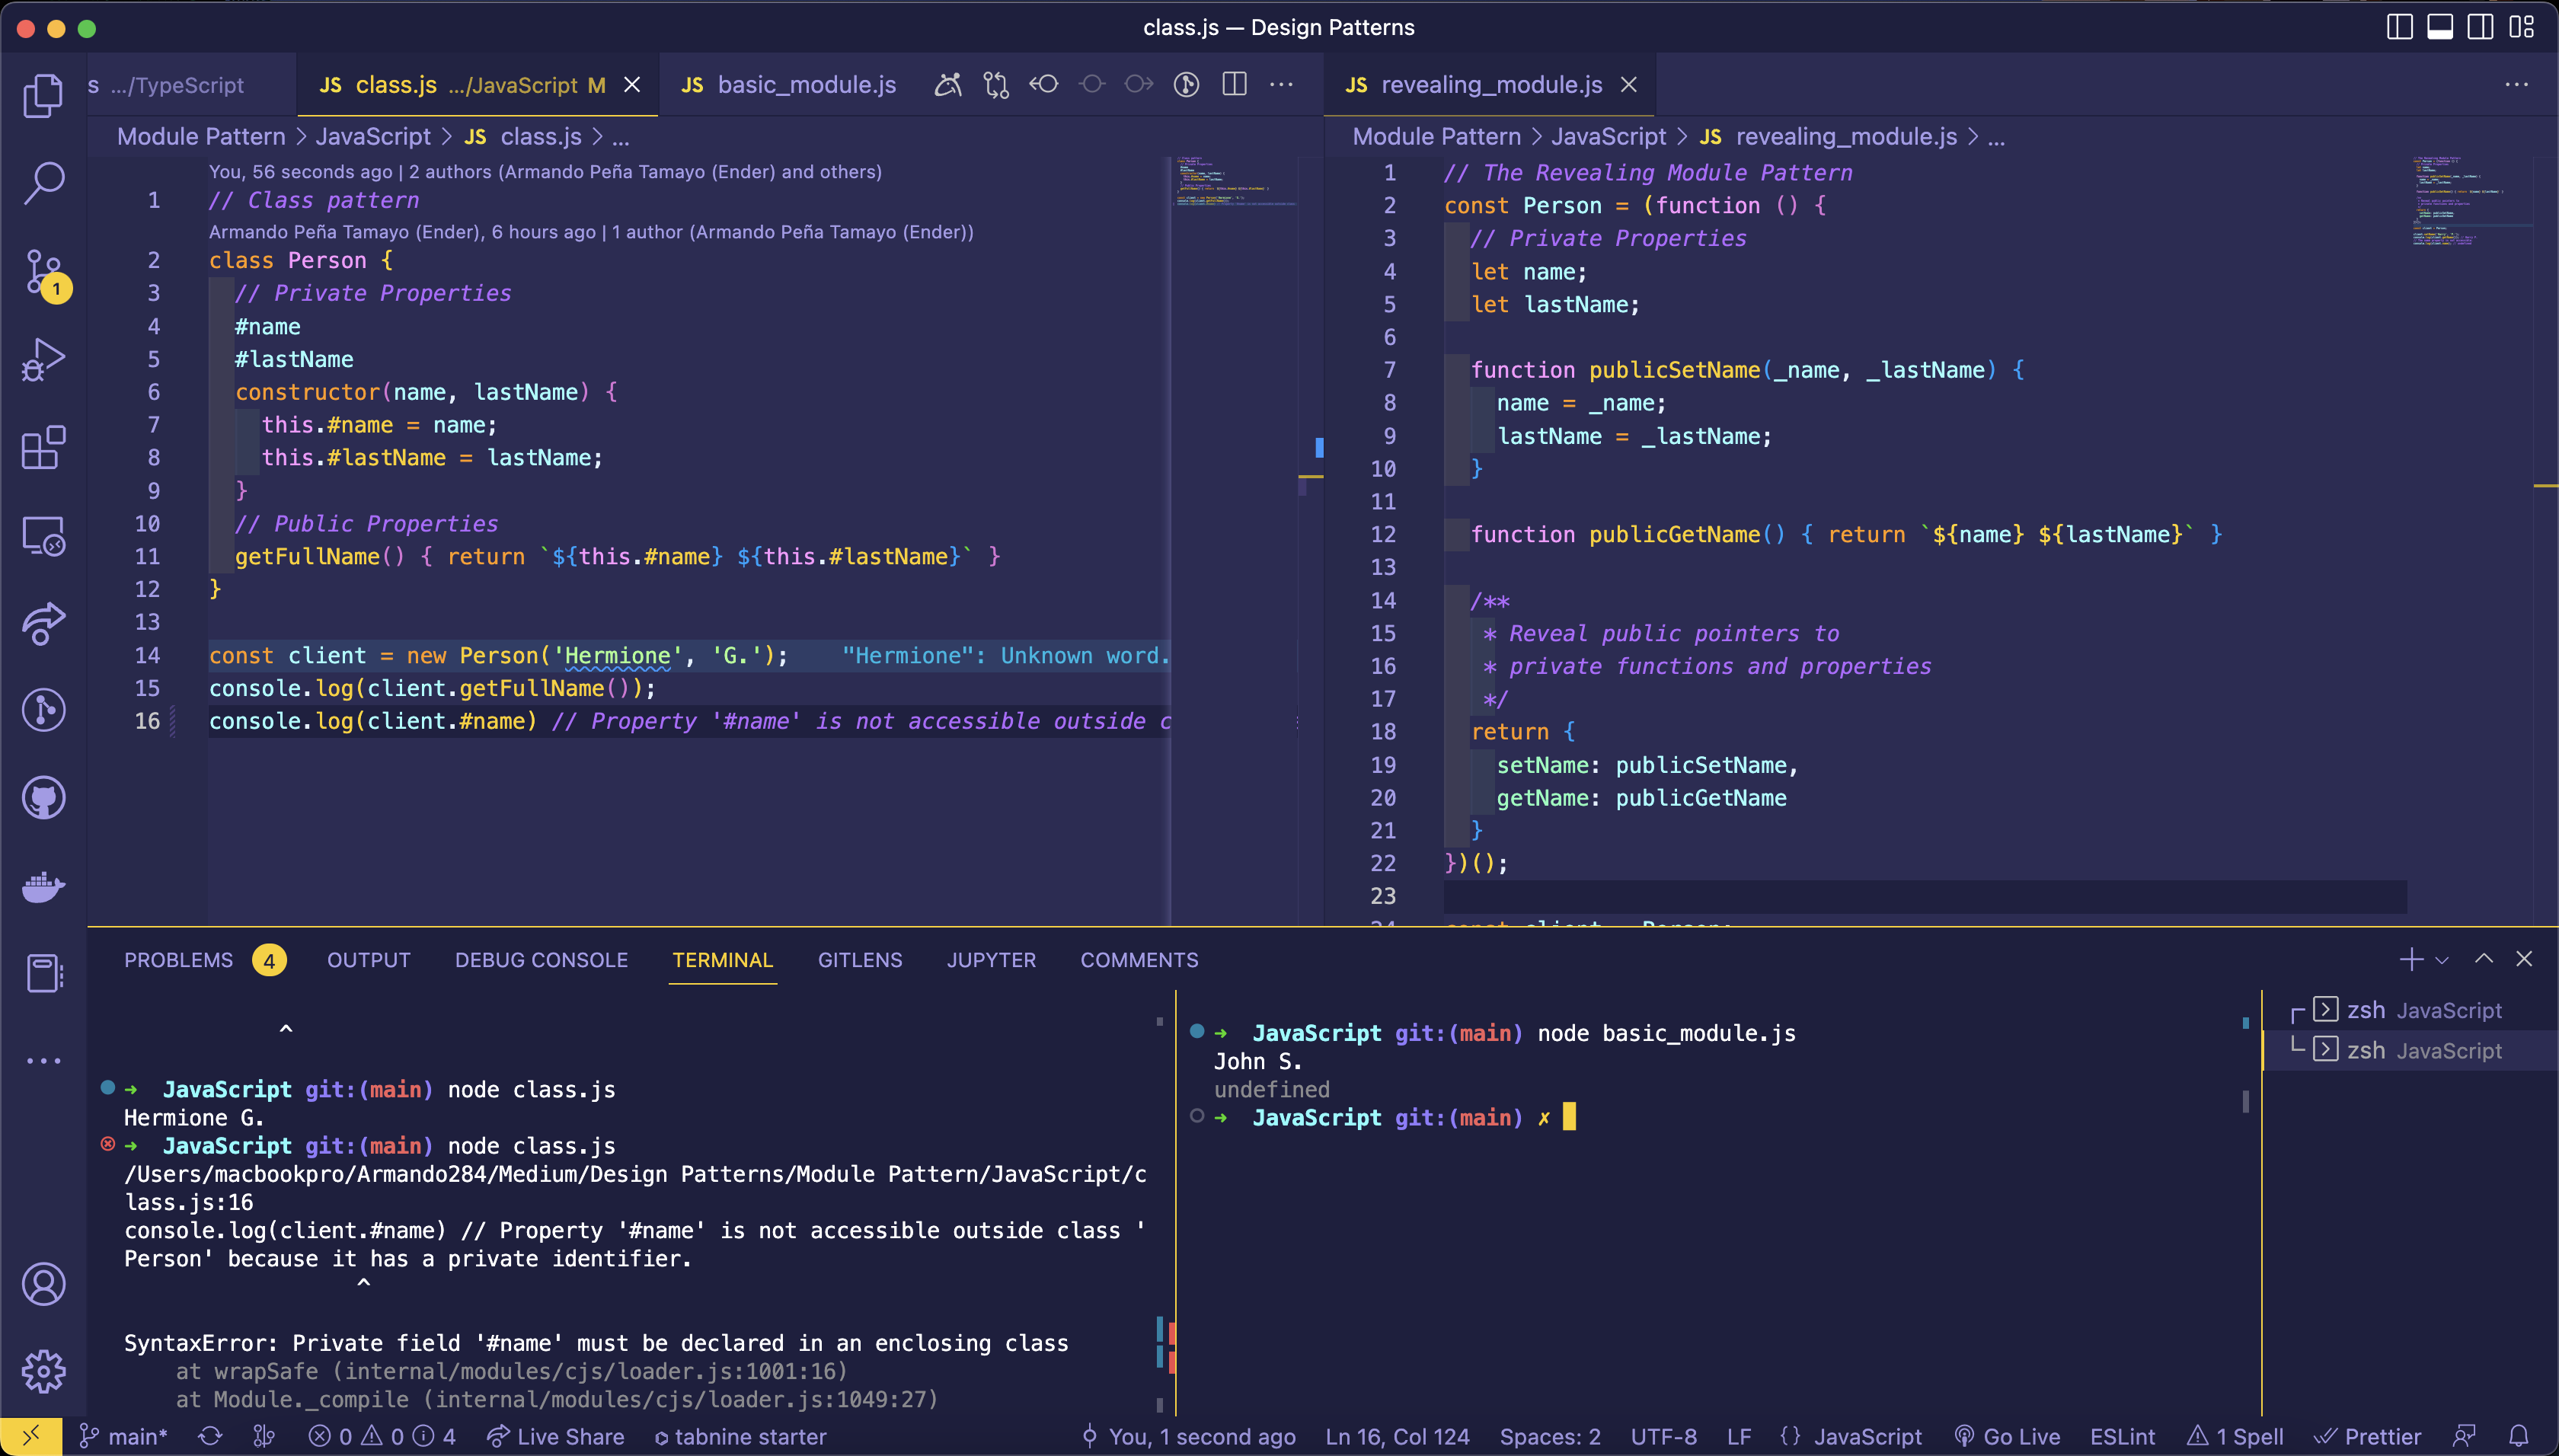 class.js — Design Patterns
s .../TypeScript
JS class.js .../JavaScript M
JS basic_module.js
JS revealing_module.js
Module Pattern > JavaScript > JS class.js > ...
You, 56 seconds ago | 2 authors (Armando Peña Tamayo (Ender) and others)
1 // Class pattern
Armando Peña Tamayo (Ender), 6 hours ago | 1 author (Armando Peña Tamayo (Ender))
2 class Person {
3 // Private Properties
4 #name
5 #lastName
6 constructor(name, lastName) {
7 this.#name = name;
8 this.#lastName = lastName;
9 }
10 // Public Properties
11 getFullName() { return `${this.#name} ${this.#lastName}` }
12 }
13
14 const client = new Person('Hermione', 'G.'); "Hermione": Unknown word.
15 console.log(client.getFullName());
16 console.log(client.#name) // Property '#name' is not accessible outside c
Module Pattern > JavaScript > JS revealing_module.js > ...
1 // The Revealing Module Pattern
2 const Person = (function () {
3 // Private Properties
4 let name;
5 let lastName;
6
7 function publicSetName(_name, _lastName) {
8 name = _name;
9 lastName = _lastName;
10 }
11
12 function publicGetName() { return `${name} ${lastName}` }
13
14 /**
15 * Reveal public pointers to
16 * private functions and properties
17 */
18 return {
19 setName: publicSetName,
20 getName: publicGetName
21 }
22 })();
23
1
PROBLEMS 4 OUTPUT DEBUG CONSOLE TERMINAL GITLENS JUPYTER COMMENTS
^
➜ JavaScript git:(main) node class.js
Hermione G.
➜ JavaScript git:(main) node class.js
/Users/macbookpro/Armando284/Medium/Design Patterns/Module Pattern/JavaScript/c
lass.js:16
console.log(client.#name) // Property '#name' is not accessible outside class '
Person' because it has a private identifier.
^
SyntaxError: Private field '#name' must be declared in an enclosing class
at wrapSafe (internal/modules/cjs/loader.js:1001:16)
at Module._compile (internal/modules/cjs/loader.js:1049:27)
➜ JavaScript git:(main) node basic_module.js
John S.
undefined
➜ JavaScript git:(main) ✗
zsh JavaScript
zsh JavaScript
main* 0 0 4 Live Share tabnine starter You, 1 second ago Ln 16, Col 124 Spaces: 2 UTF-8 LF {} JavaScript Go Live ESLint 1 Spell Prettier